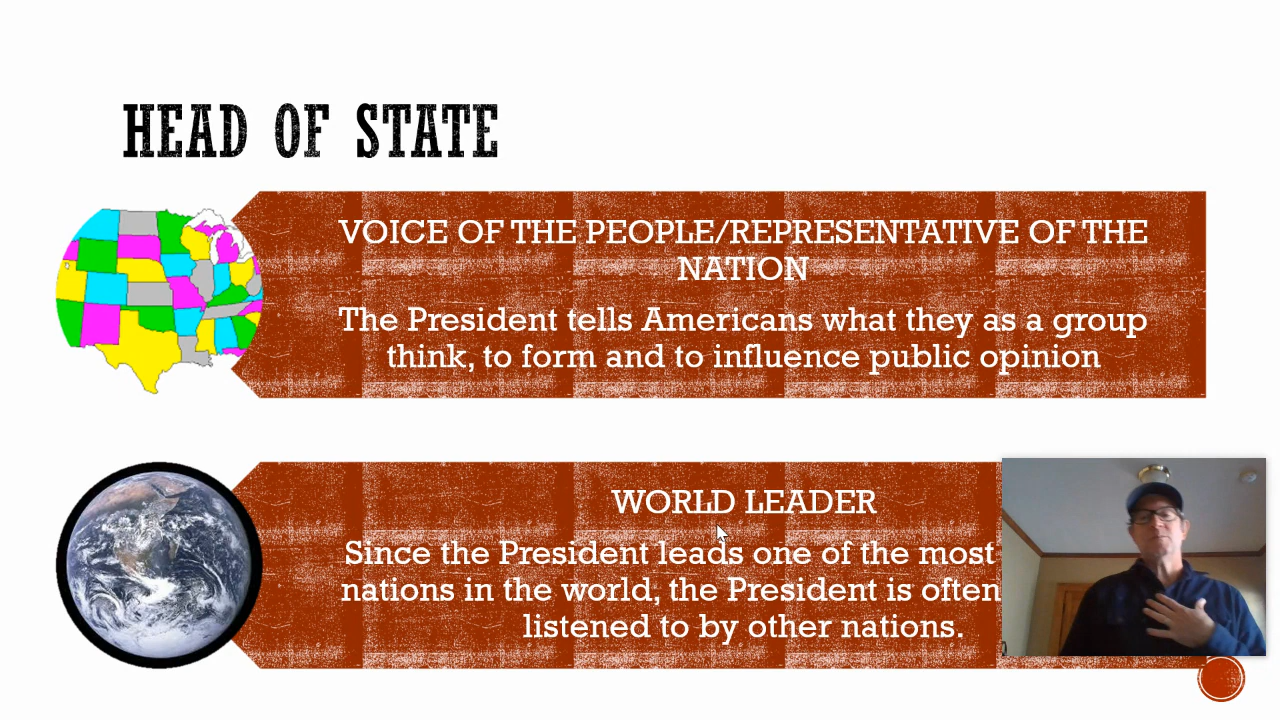 HEAD OF STATE
VOICE OF THE PEOPLE/REPRESENTATIVE OF THE
NATION
The President tells Americans what they as a group
think, to form and to influence public opinion
WORLD LEADER
Since the President leads one of the most
nations in the world, the President is often
listened to by other nations.